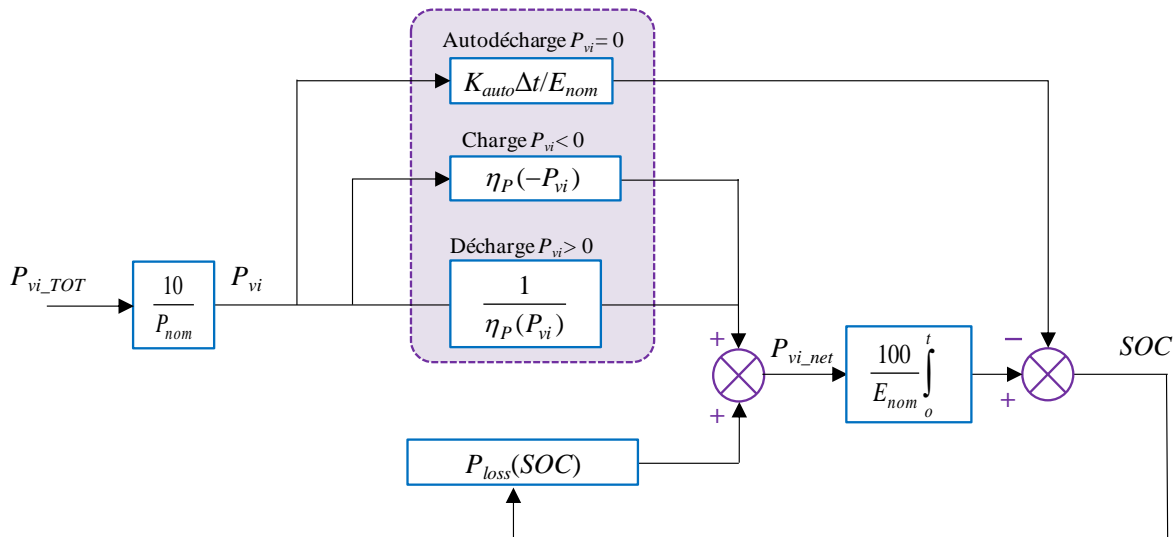 Autodécharge P_vi = 0
K_auto Δt/E_nom
Charge P_vi < 0
η_P(−P_vi)
Décharge P_vi > 0
P_vi_TOT
10
P_nom
P_vi
1
η_P(P_vi)
+
+
P_vi_net
100
E_nom
∫
t
o
−
+
SOC
P_loss(SOC)